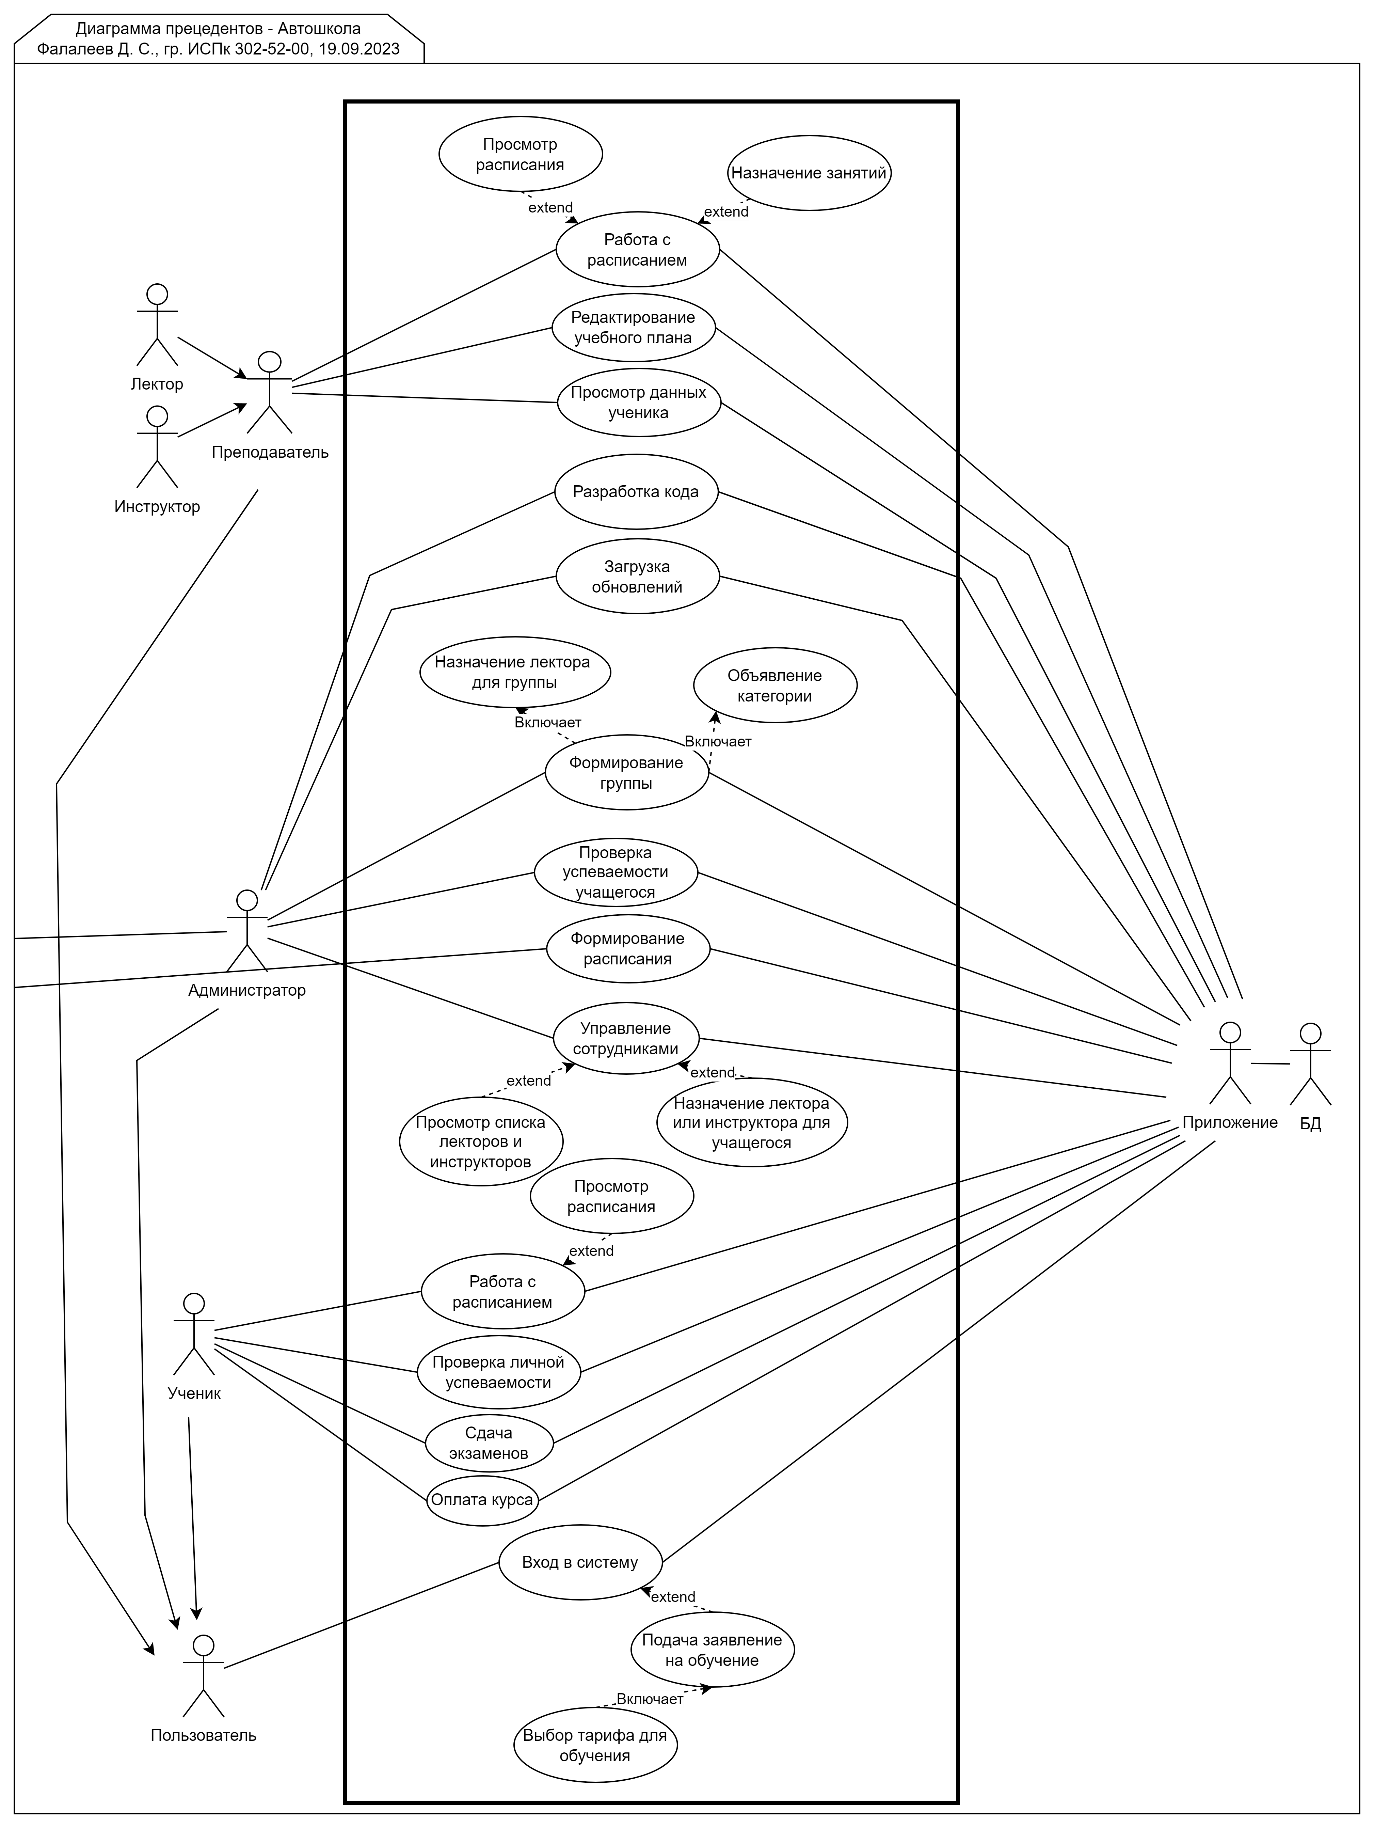 Диаграмма прецедентов - Автошкола
Фалалеев Д. С., гр. ИСПк 302-52-00, 19.09.2023
Просмотр
расписания
Назначение занятий
extend
extend
Работа с
расписанием
Редактирование
учебного плана
Лектор
Просмотр данных
ученика
Преподаватель
Инструктор
Разработка кода
Загрузка
обновлений
Назначение лектора
для группы
Объявление
категории
Включает
Включает
Формирование
группы
Проверка
успеваемости
учащегося
Формирование
расписания
Администратор
Управление
сотрудниками
extend
extend
Просмотр списка
лекторов и
инструкторов
Назначение лектора
или инструктора для
учащегося
Приложение
БД
Просмотр
расписания
extend
Работа с
расписанием
Проверка личной
успеваемости
Ученик
Сдача
экзаменов
Оплата курса
Вход в систему
extend
Подача заявление
на обучение
Включает
Выбор тарифа для
обучения
Пользователь